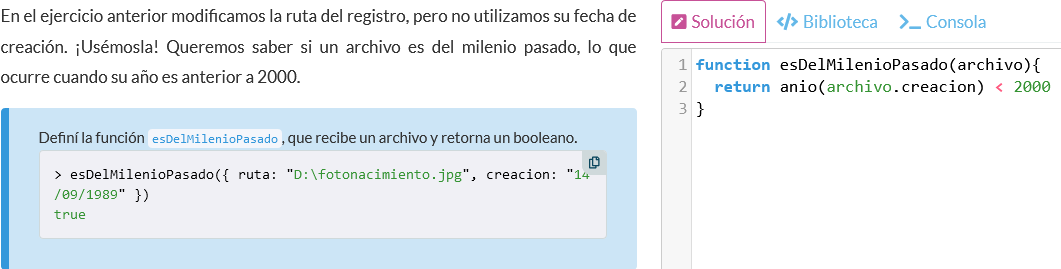 En el ejercicio anterior modificamos la ruta del registro, pero no utilizamos su fecha de
creación. ¡Usémosla! Queremos saber si un archivo es del milenio pasado, lo que
ocurre cuando su año es anterior a 2000.
Definí la función esDelMilenioPasado, que recibe un archivo y retorna un booleano.
> esDelMilenioPasado({ ruta: "D:\fotonacimiento.jpg", creacion: "14
/09/1989" })
true
Solución
Biblioteca
Consola
1 function esDelMilenioPasado(archivo){
2 return anio(archivo.creacion) < 2000
3 }